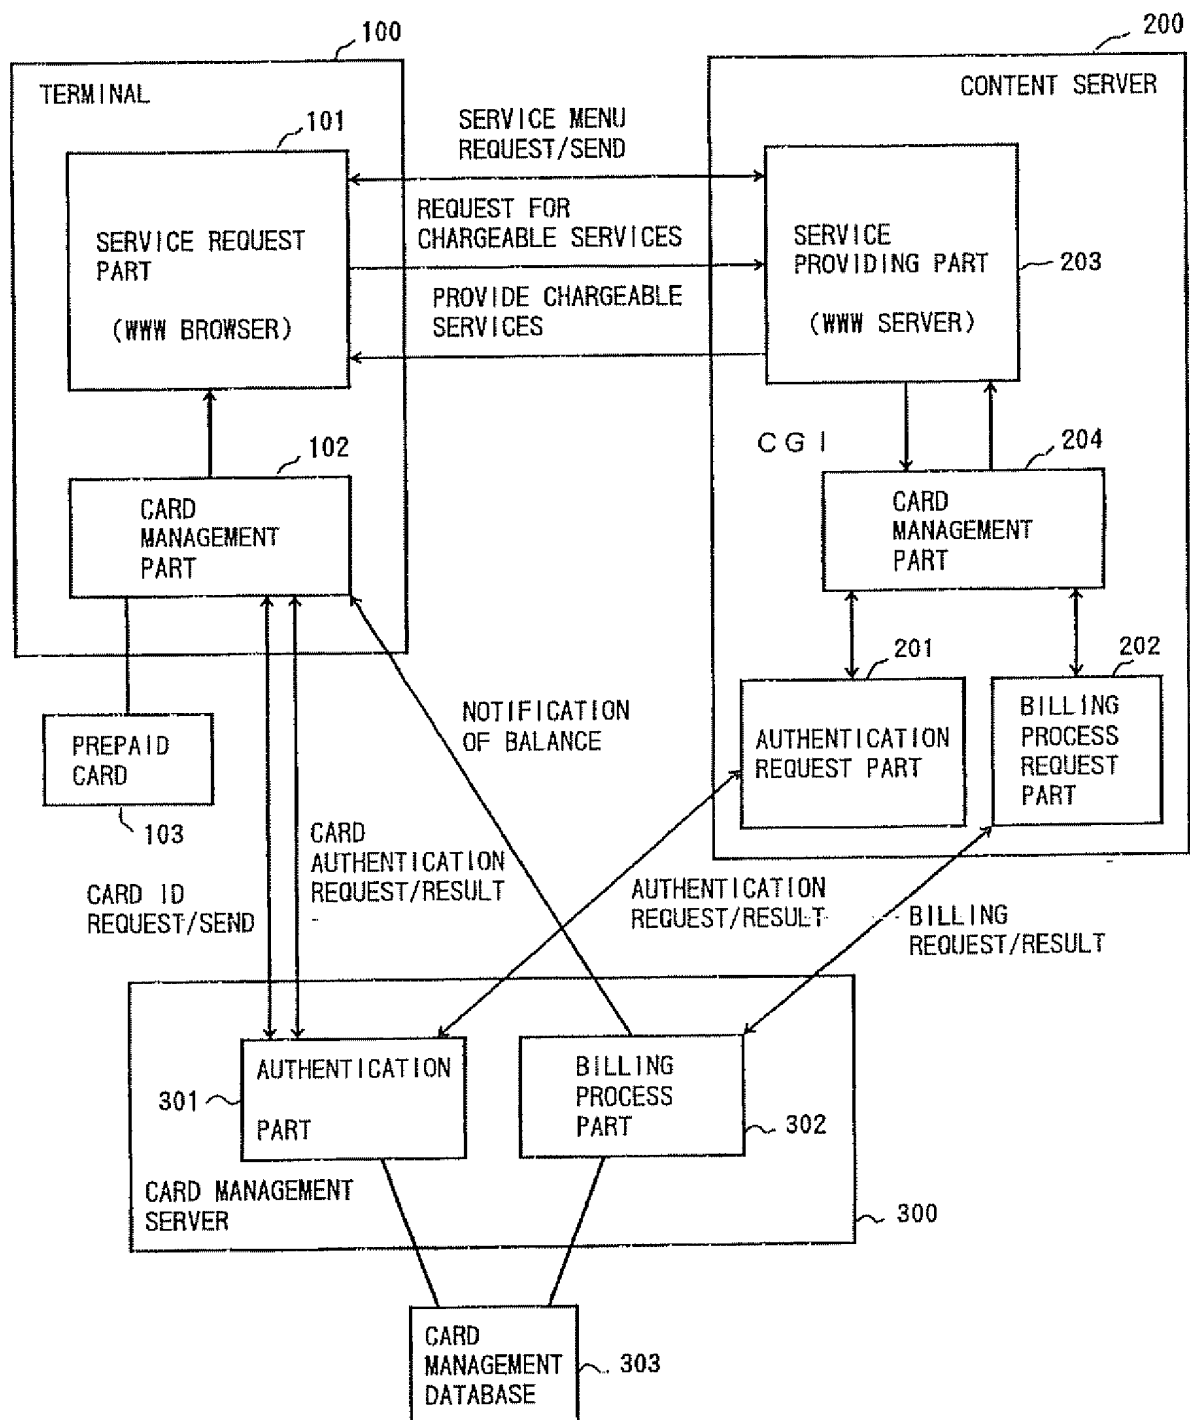 100
200
TERMINAL
CONTENT SERVER
101
SERVICE MENU
REQUEST/SEND
SERVICE REQUEST
PART
(WWW BROWSER)
REQUEST FOR
CHARGEABLE SERVICES
PROVIDE CHARGEABLE
SERVICES
SERVICE
PROVIDING PART
(WWW SERVER)
203
102
CGI
204
CARD
MANAGEMENT
PART
CARD
MANAGEMENT
PART
201
202
PREPAID
CARD
103
NOTIFICATION
OF BALANCE
AUTHENTICATION
REQUEST PART
BILLING
PROCESS
REQUEST
PART
CARD ID
REQUEST/SEND
CARD
AUTHENTICATION
REQUEST/RESULT
AUTHENTICATION
REQUEST/RESULT
BILLING
REQUEST/RESULT
301
AUTHENTICATION
PART
BILLING
PROCESS
PART
302
CARD MANAGEMENT
SERVER
300
CARD
MANAGEMENT
DATABASE
303